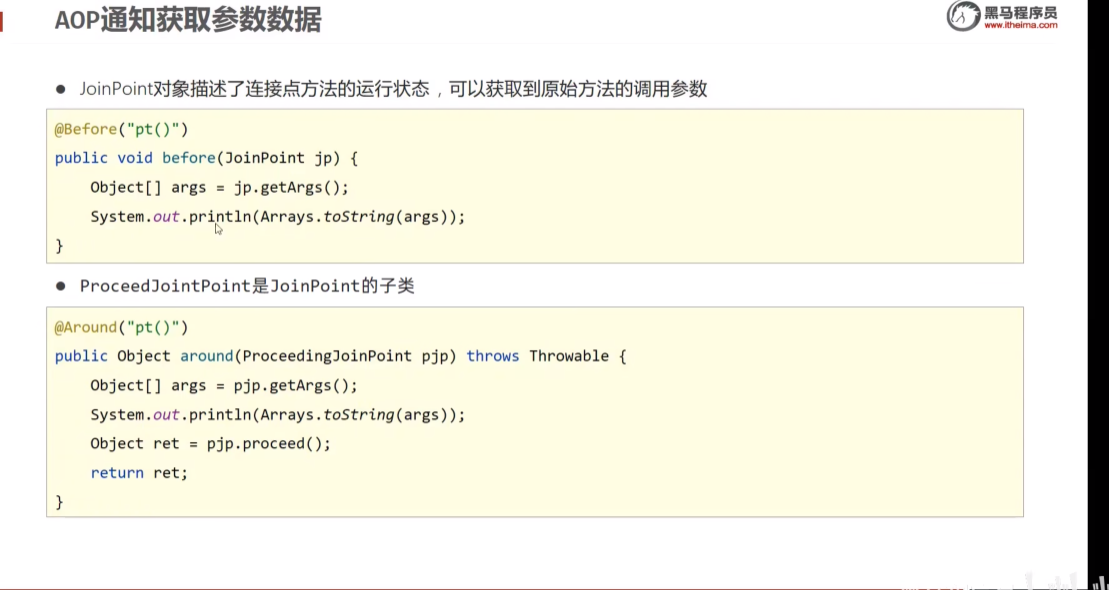 AOP通知获取参数数据
黑马程序员
www.itheima.com
● JoinPoint对象描述了连接点方法的运行状态，可以获取到原始方法的调用参数
@Before("pt()")
public void before(JoinPoint jp) {
    Object[] args = jp.getArgs();
    System.out.println(Arrays.toString(args));
}
● ProceedJointPoint是JoinPoint的子类
@Around("pt()")
public Object around(ProceedingJoinPoint pjp) throws Throwable {
    Object[] args = pjp.getArgs();
    System.out.println(Arrays.toString(args));
    Object ret = pjp.proceed();
    return ret;
}